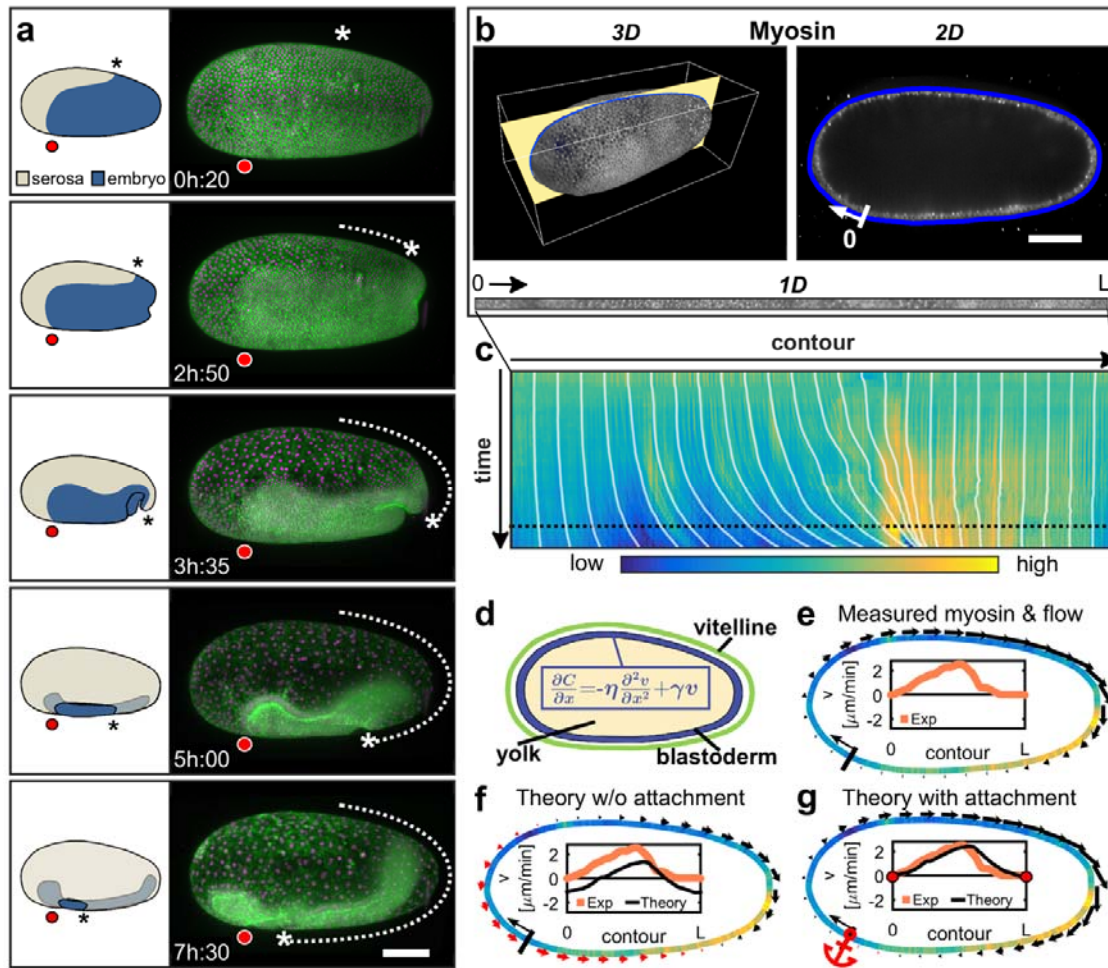 a
*
*
serosa embryo
0h:20
*
*
2h:50
*
*
3h:35
*
*
5h:00
*
*
7h:30
b
3D Myosin 2D
0
0 1D L
c
contour
time
low high
d
vitelline
∂C/∂x=-η∂²v/∂x²+γv
yolk
blastoderm
e
Measured myosin & flow
v [μm/min]
2
0
-2
Exp
0 contour L
f
Theory w/o attachment
v [μm/min]
2
0
-2
Exp Theory
0 contour L
g
Theory with attachment
v [μm/min]
2
0
-2
Exp Theory
0 contour L